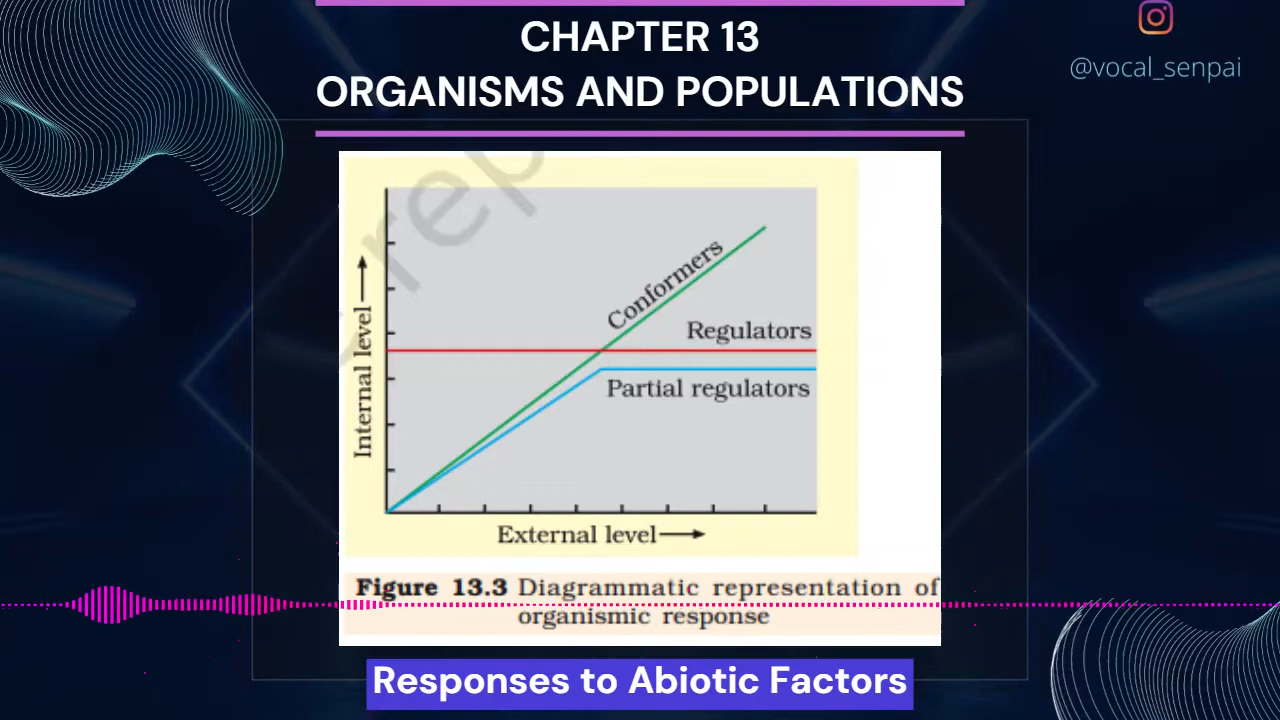 CHAPTER 13
ORGANISMS AND POPULATIONS
@vocal_senpai
rep
Conformers
Regulators
Partial regulators
Internal level
External level
Figure 13.3 Diagrammatic representation of
organismic response
Responses to Abiotic Factors